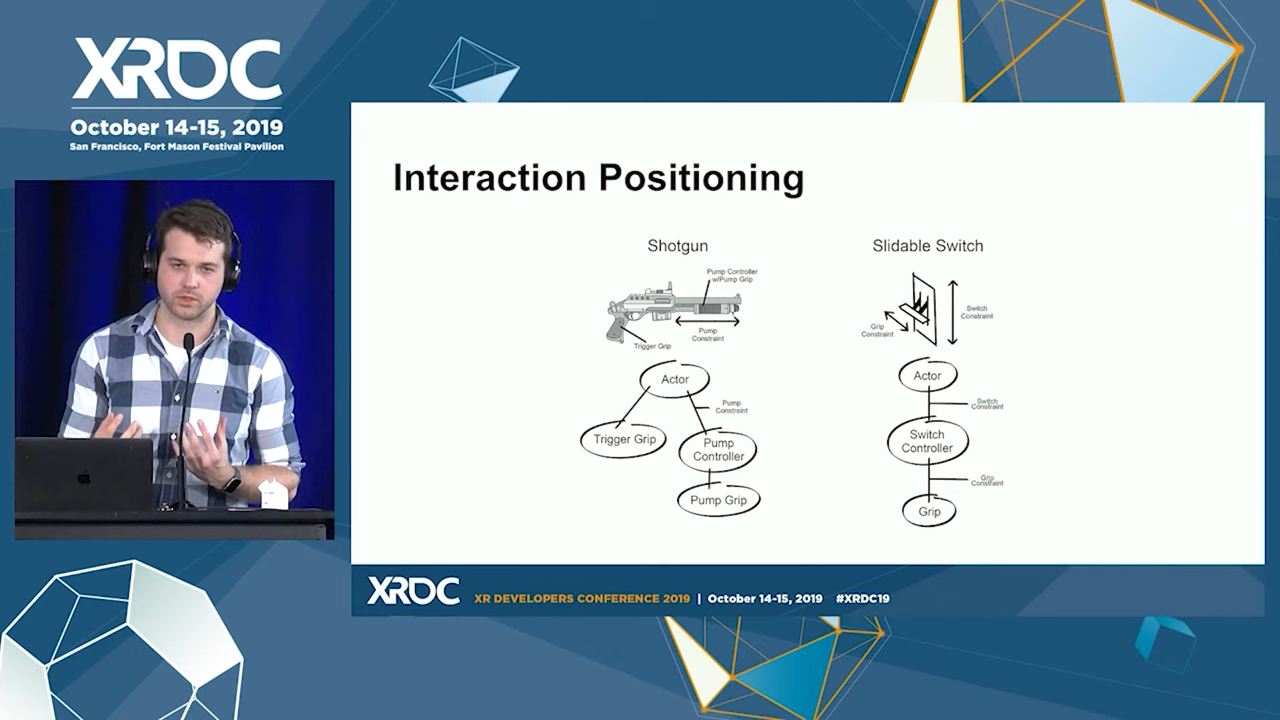 XRDC
October 14-15, 2019
San Francisco, Fort Mason Festival Pavilion
Interaction Positioning
Shotgun
Pump Controller
w/Pump Grip
Pump
Constraint
Trigger Grip
Actor
Pump
Constraint
Trigger Grip
Pump
Controller
Pump Grip
Slidable Switch
Switch
Constraint
Grip
Constraint
Actor
Switch
Constraint
Switch
Controller
Grip
Constraint
Grip
XRDC
XR DEVELOPERS CONFERENCE 2019 | October 14-15, 2019 #XRDC19